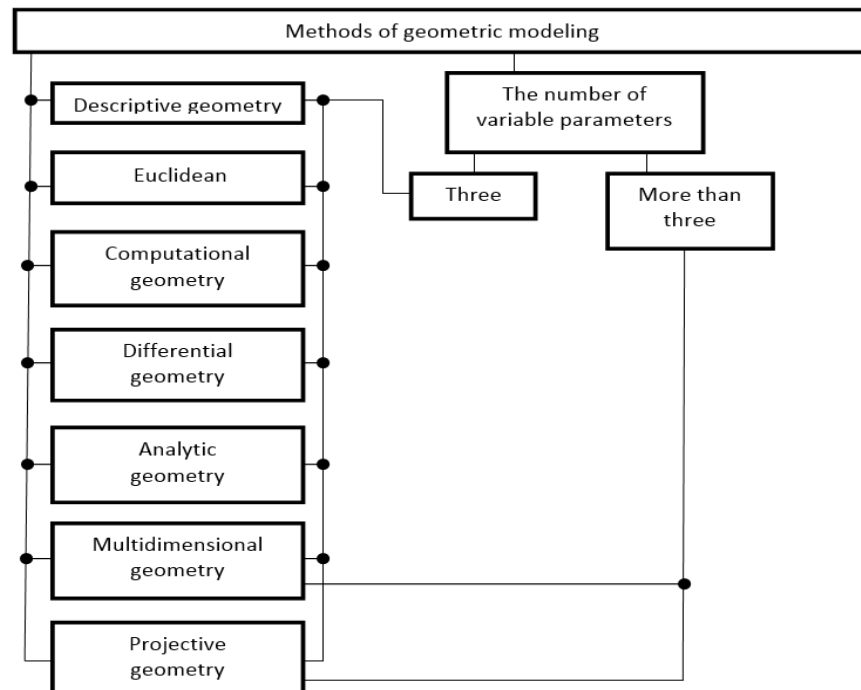 Methods of geometric modeling
Descriptive geometry
Euclidean
Computational
geometry
Differential
geometry
Analytic
geometry
Multidimensional
geometry
Projective
geometry
The number of
variable parameters
Three
More than
three